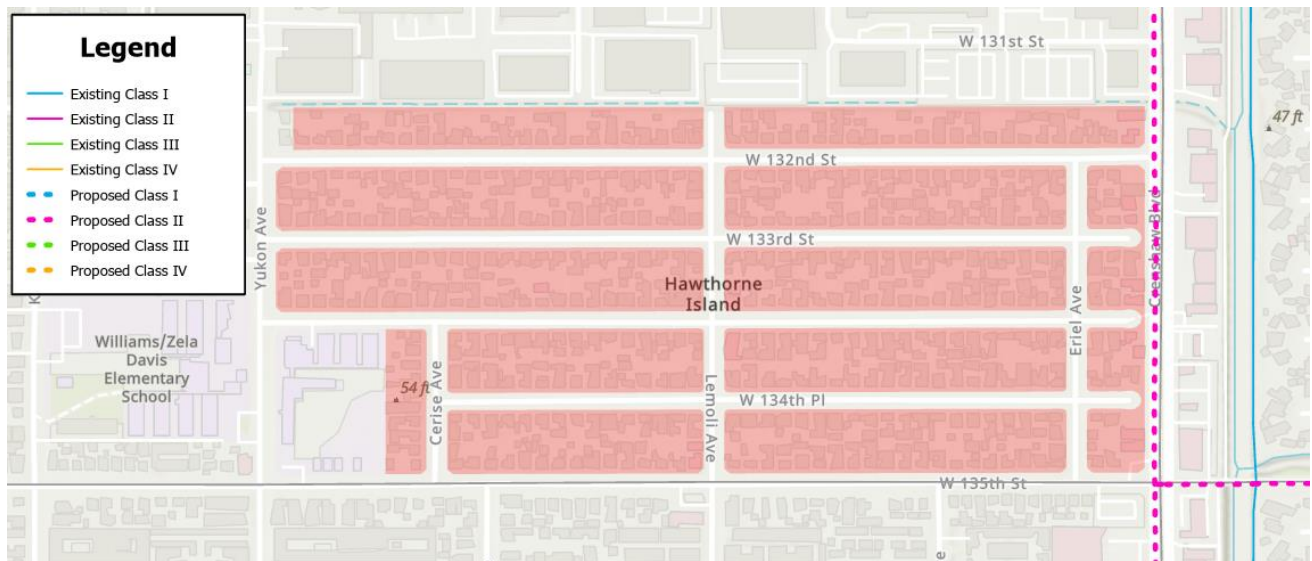 Legend
Existing Class I
Existing Class II
Existing Class III
Existing Class IV
Proposed Class I
Proposed Class II
Proposed Class III
Proposed Class IV
W 131st St
47 ft
W 132nd St
Yukon Ave
W 133rd St
Crenshaw Blvd
Hawthorne
Island
Eriel Ave
K
Williams/Zela
Davis
Elementary
School
54 ft
Cerise Ave
Lemoli Ave
W 134th Pl
W 135th St
e